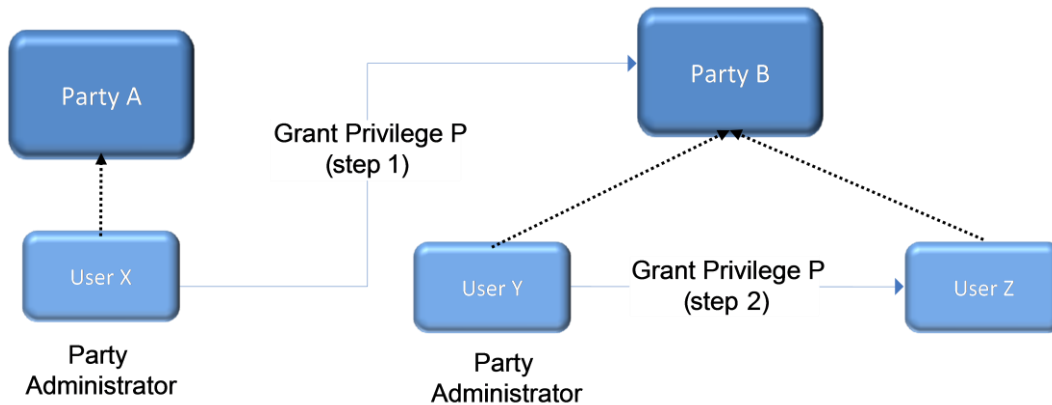 Party A
Party B
Grant Privilege P
(step 1)
User X
User Y
Grant Privilege P
(step 2)
User Z
Party
Administrator
Party
Administrator